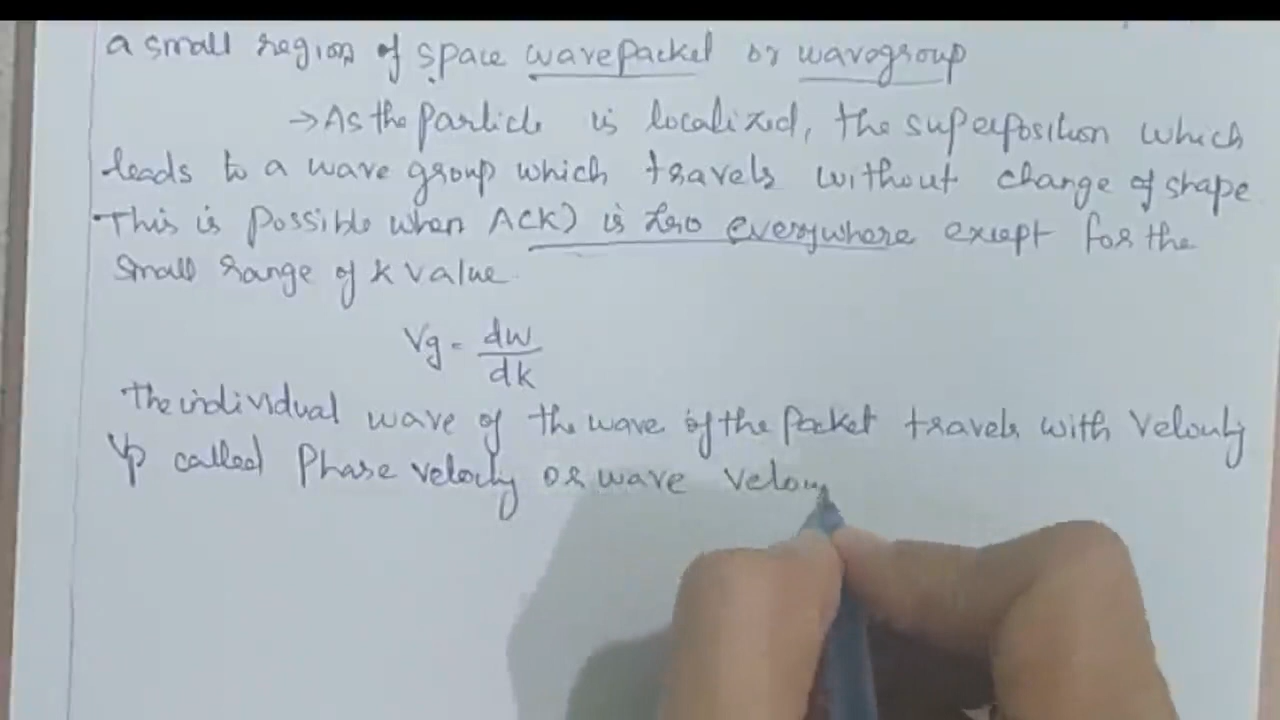 a small region of space wavepacket or wavegroup
→ As the particle is localized, the superposition which
leads to a wave group which travels without change of shape
This is possible when A(K) is zero everywhere except for the
small range of k value.
Vg = dw/dk
The individual wave of the wave of the packet travels with velocity
Vp called Phase velocity or wave velou